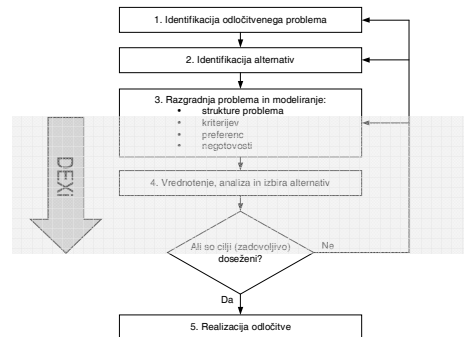 1. Identifikacija odločitvenega problema
2. Identifikacija alternativ
3. Razgradnja problema in modeliranje:
• strukture problema
• kriterijev
• preferenc
• negotovosti
DEXi
4. Vrednotenje, analiza in izbira alternativ
Ali so cilji (zadovoljivo)
doseženi?
Ne
Da
5. Realizacija odločitve